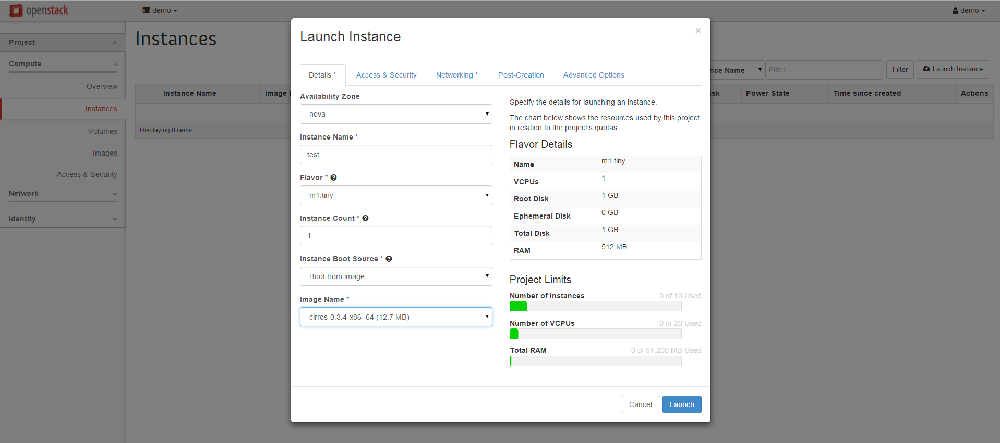 openstack
demo
demo
Project
Compute
Overview
Instances
Volumes
Images
Access & Security
Network
Identity
Instances
nce Name
Filter
Filter
Launch Instance
Instance Name
Image
Power State
Time since created
Actions
Displaying 0 items
Launch Instance
×
Details *
Access & Security
Networking *
Post-Creation
Advanced Options
Availability Zone
nova
Instance Name *
test
Flavor *
m1.tiny
Instance Count *
1
Instance Boot Source *
Boot from image
Image Name *
cirros-0.3.4-x86_64 (12.7 MB)
Specify the details for launching an instance.
The chart below shows the resources used by this project
in relation to the project's quotas.
Flavor Details
Name m1.tiny
VCPUs 1
Root Disk 1 GB
Ephemeral Disk 0 GB
Total Disk 1 GB
RAM 512 MB
Project Limits
Number of Instances 0 of 10 Used
Number of VCPUs 0 of 20 Used
Total RAM 0 of 51,200 MB Used
Cancel
Launch